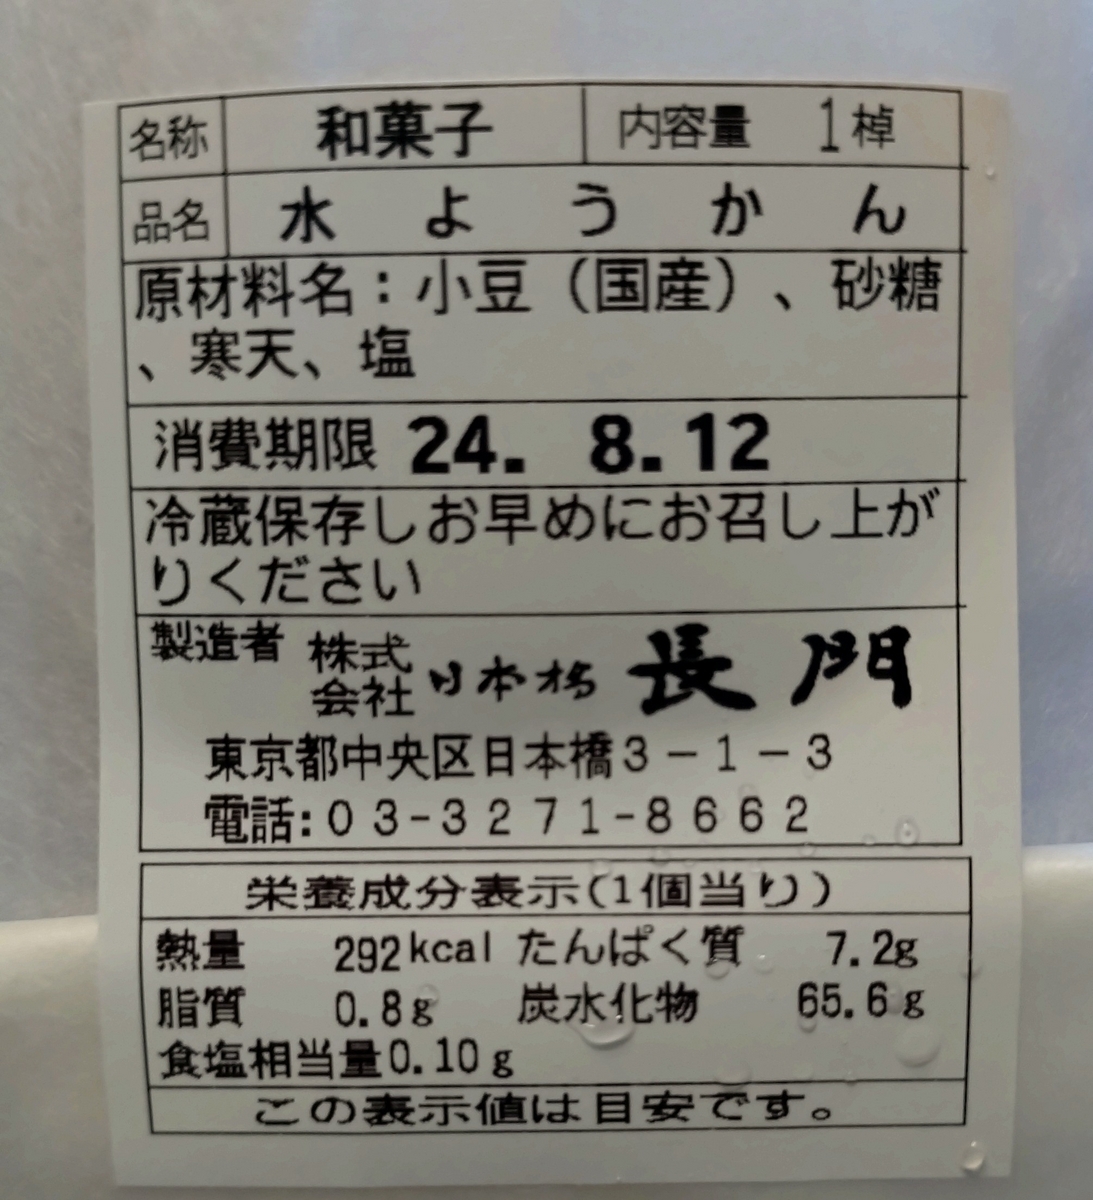 名称 和菓子 内容量 1棹
品名 水ようかん
原材料名：小豆（国産）、砂糖
、寒天、塩
消費期限 24. 8.12
冷蔵保存しお早めにお召し上が
りください
製造者 株式会社 日本橋 長門
東京都中央区日本橋3－1－3
電話:03-3271-8662
栄養成分表示(1個当り)
熱量 292kcal たんぱく質 7.2g
脂質 0.8g 炭水化物 65.6g
食塩相当量0.10g
この表示値は目安です。